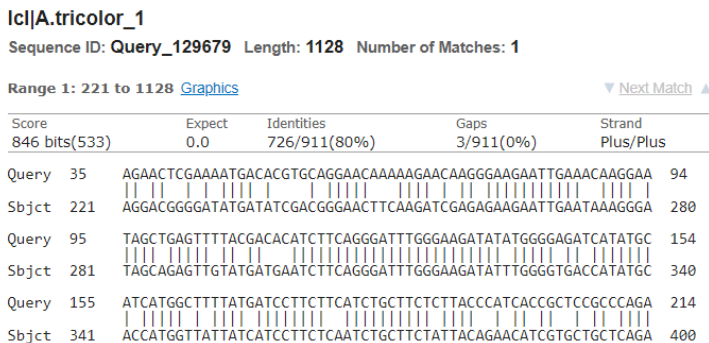 lcl|A.tricolor_1
Sequence ID: Query_129679 Length: 1128 Number of Matches: 1
Range 1: 221 to 1128 Graphics ▼ Next Match ▲
Score Expect Identities Gaps Strand
846 bits(533) 0.0 726/911(80%) 3/911(0%) Plus/Plus
Query 35 AGAACTCGAAAATGACACGTGCAGGAACAAAAAGAACAAGGGAAGAATTGAAACAAGGAA 94
Sbjct 221 AGGACGGGGATATGATATCGACGGGAACTTCAAGATCGAGAGAAGAATTGAATAAAGGGA 280
Query 95 TAGCTGAGTTTTACGACACATCTTCAGGGATTTGGGAAGATATATGGGGAGATCATATGC 154
Sbjct 281 TAGCAGAGTTGTATGATGAATCTTCAGGGATTTGGGAAGATATTTGGGGTGACCATATGC 340
Query 155 ATCATGGCTTTTATGATCCTTCTTCATCTGCTTCTCTTACCCATCACCGCTCCGCCCAGA 214
Sbjct 341 ACCATGGTTATTATCATCCTTCTCAATCTGCTTCTATTACAGAACATCGTGCTGCTCAGA 400